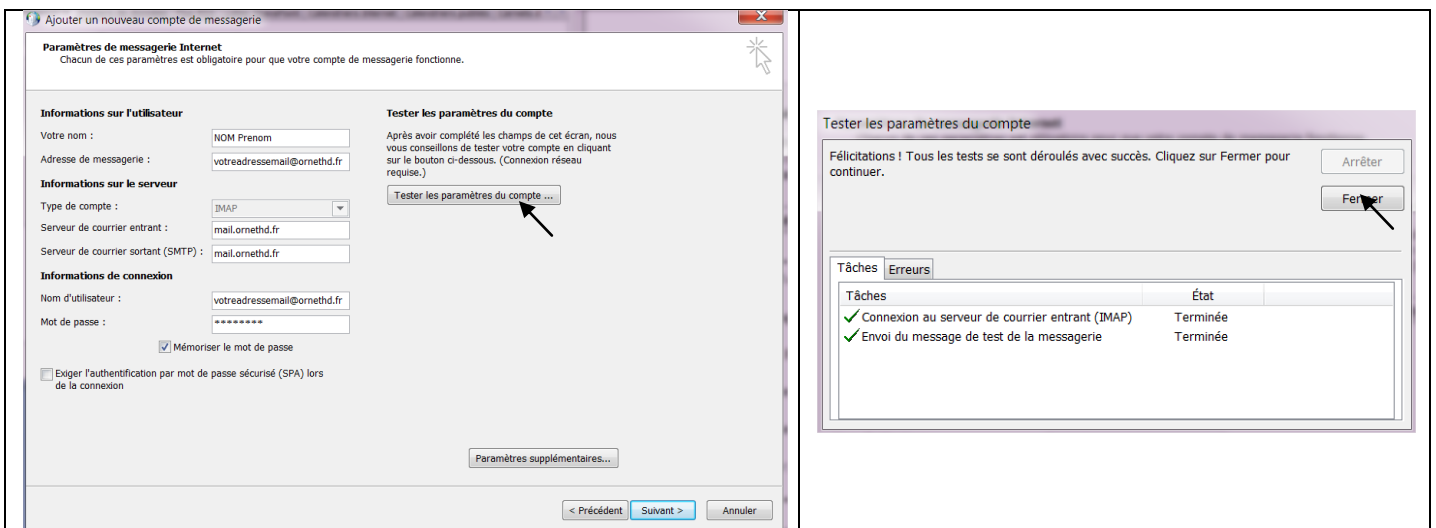 Ajouter un nouveau compte de messagerie
Paramètres de messagerie Internet
Chacun de ces paramètres est obligatoire pour que votre compte de messagerie fonctionne.
Informations sur l'utilisateur
Votre nom :
NOM Prenom
Adresse de messagerie :
votreadressemail@ornethd.fr
Informations sur le serveur
Type de compte :
IMAP
Serveur de courrier entrant :
mail.ornethd.fr
Serveur de courrier sortant (SMTP) :
mail.ornethd.fr
Informations de connexion
Nom d'utilisateur :
votreadressemail@ornethd.fr
Mot de passe :
********
Mémoriser le mot de passe
Exiger l'authentification par mot de passe sécurisé (SPA) lors
de la connexion
Tester les paramètres du compte
Après avoir complété les champs de cet écran, nous
vous conseillons de tester votre compte en cliquant
sur le bouton ci-dessous. (Connexion réseau
requise.)
Tester les paramètres du compte ...
Paramètres supplémentaires...
< Précédent
Suivant >
Annuler
Tester les paramètres du compte
Félicitations ! Tous les tests se sont déroulés avec succès. Cliquez sur Fermer pour
continuer.
Arrêter
Fermer
Tâches
Erreurs
Tâches
État
Connexion au serveur de courrier entrant (IMAP)
Terminée
Envoi du message de test de la messagerie
Terminée